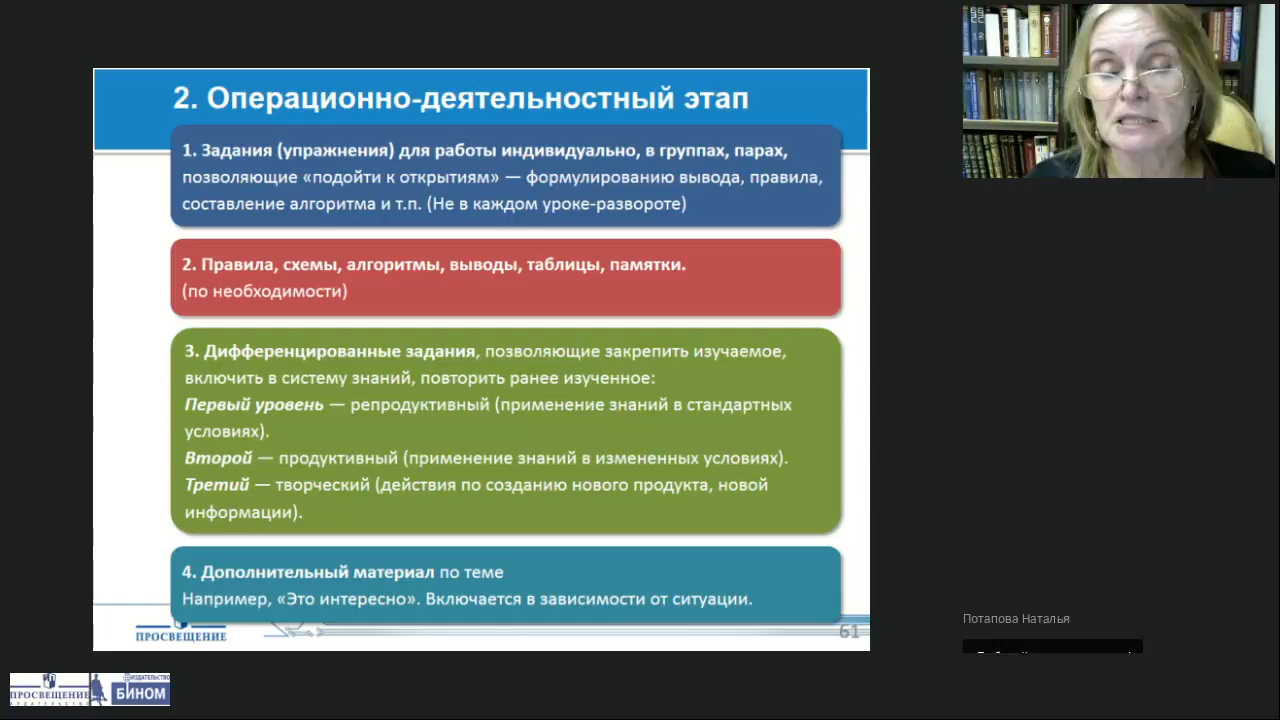 2. Операционно-деятельностный этап
1. Задания (упражнения) для работы индивидуально, в группах, парах,
позволяющие «подойти к открытиям» — формулированию вывода, правила,
составление алгоритма и т.п. (Не в каждом уроке-развороте)
2. Правила, схемы, алгоритмы, выводы, таблицы, памятки.
(по необходимости)
3. Дифференцированные задания, позволяющие закрепить изучаемое,
включить в систему знаний, повторить ранее изученное:
Первый уровень — репродуктивный (применение знаний в стандартных
условиях).
Второй — продуктивный (применение знаний в измененных условиях).
Третий — творческий (действия по созданию нового продукта, новой
информации).
4. Дополнительный материал по теме
Например, «Это интересно». Включается в зависимости от ситуации.
ПРОСВЕЩЕНИЕ
61
Потапова Наталья
ПРОСВЕЩЕНИЕ
ИЗДАТЕЛЬСТВО
ИЗДАТЕЛЬСТВО
БИНОМ